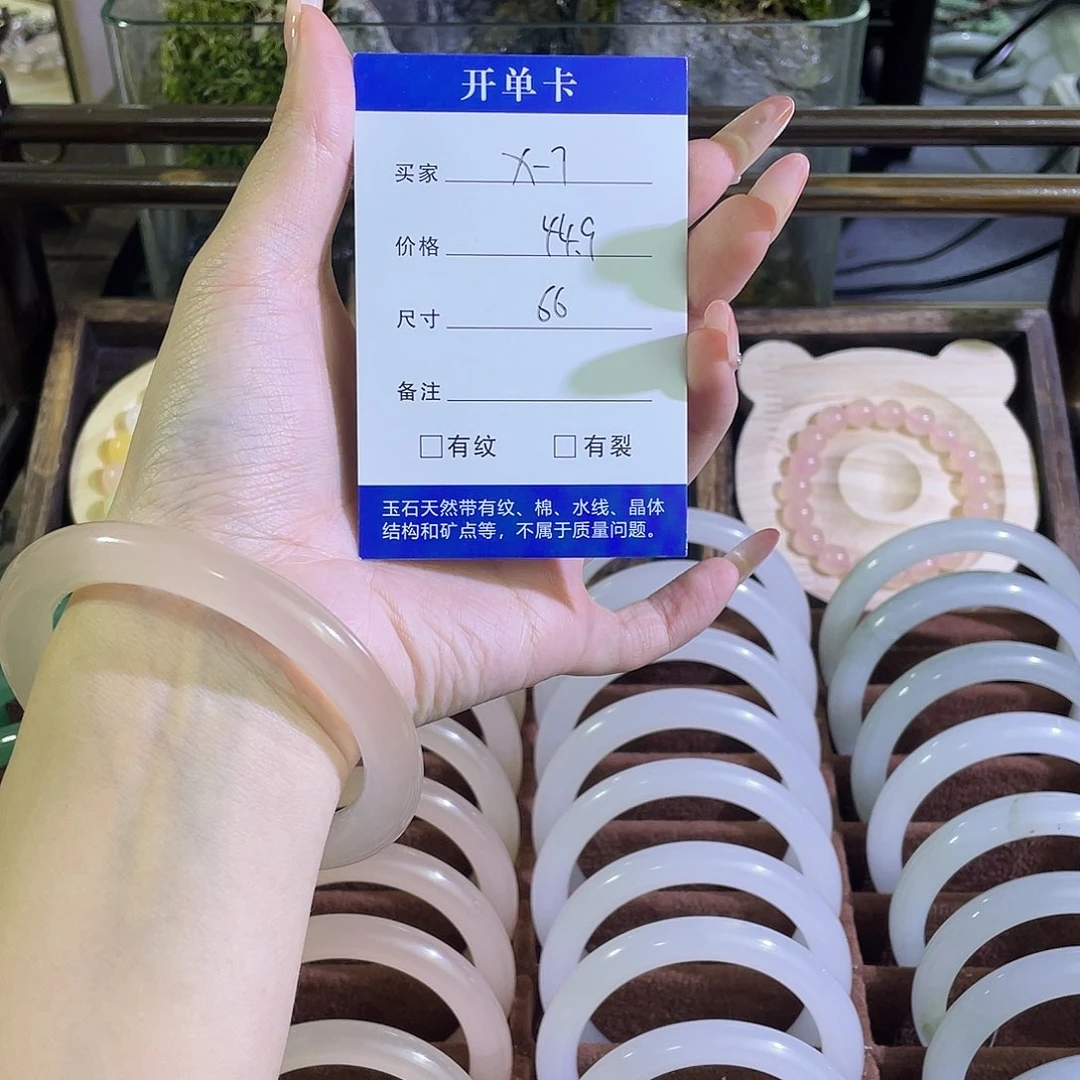 开单卡
买家 X-7
价格 44.9
尺寸 66
备注
□有纹 □有裂
玉石天然带有纹、棉、水线、晶体
结构和矿点等，不属于质量问题。